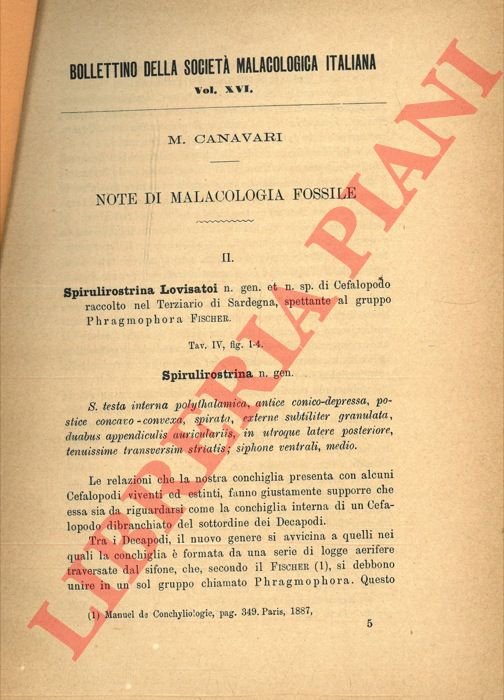 BOLLETTINO DELLA SOCIETÀ MALACOLOGICA ITALIANA
Vol. XVI.
M. CANAVARI
NOTE DI MALACOLOGIA FOSSILE
II.
Spirulirostrina Lovisatoi n. gen. et n. sp. di Cefalopodo
raccolto nel Terziario di Sardegna, spettante al gruppo
Phragmophora FISCHER.
TAV. IV, fig. 1-4.
Spirulirostrina n. gen.
S. testa interna polythalamica, antice conico-depressa, po-
stice concavo-convexa, spirata, externe subtiliter granulata,
duabus appendiculis auriculariis, in utroque latere posteriore,
tenuissime transversim striatis; siphone ventrali, medio.
Le relazioni che la nostra conchiglia presenta con alcuni
Cefalopodi viventi ed estinti, fanno giustamente supporre che
essa sia da riguardarsi come la conchiglia interna di un Cefa-
lopodo dibranchiato del sottordine dei Decapodi.
Tra i Decapodi, il nuovo genere si avvicina a quelli nei
quali la conchiglia è formata da una serie di logge aerifere
traversate dal sifone, che, secondo il FISCHER (1), si debbono
unire in un sol gruppo chiamato Phragmophora. Questo
(1) Manuel de Conchyliologie, pag. 349. Paris, 1887,
5
LIBRERIA PIANI